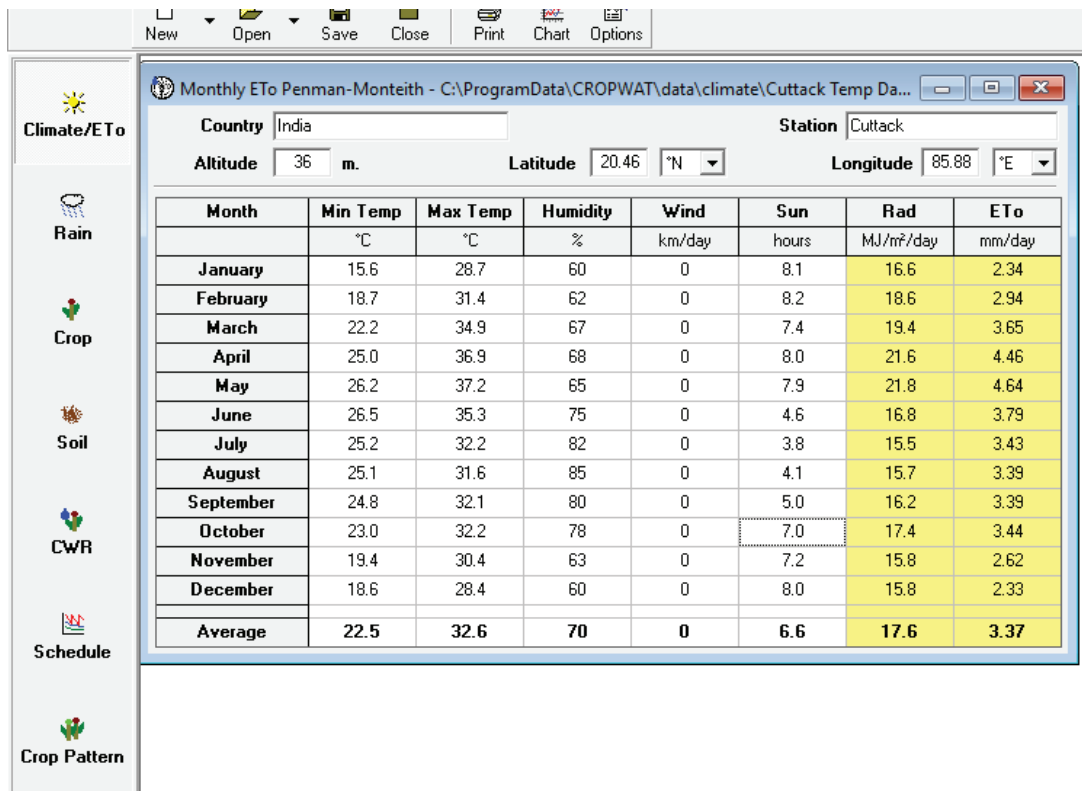 New Open Save Close Print Chart Options
Monthly ETo Penman-Monteith - C:\ProgramData\CROPWAT\data\climate\Cuttack Temp Da...
Climate/ETo
Country India Station Cuttack
Altitude 36 m. Latitude 20.46 °N Longitude 85.88 °E
Rain
Month Min Temp Max Temp Humidity Wind Sun Rad ETo
°C °C % km/day hours MJ/m²/day mm/day
January 15.6 28.7 60 0 8.1 16.6 2.34
February 18.7 31.4 62 0 8.2 18.6 2.94
March 22.2 34.9 67 0 7.4 19.4 3.65
Crop
April 25.0 36.9 68 0 8.0 21.6 4.46
May 26.2 37.2 65 0 7.9 21.8 4.64
June 26.5 35.3 75 0 4.6 16.8 3.79
July 25.2 32.2 82 0 3.8 15.5 3.43
Soil
August 25.1 31.6 85 0 4.1 15.7 3.39
September 24.8 32.1 80 0 5.0 16.2 3.39
October 23.0 32.2 78 0 7.0 17.4 3.44
CWR
November 19.4 30.4 63 0 7.2 15.8 2.62
December 18.6 28.4 60 0 8.0 15.8 2.33
Average 22.5 32.6 70 0 6.6 17.6 3.37
Schedule
Crop Pattern